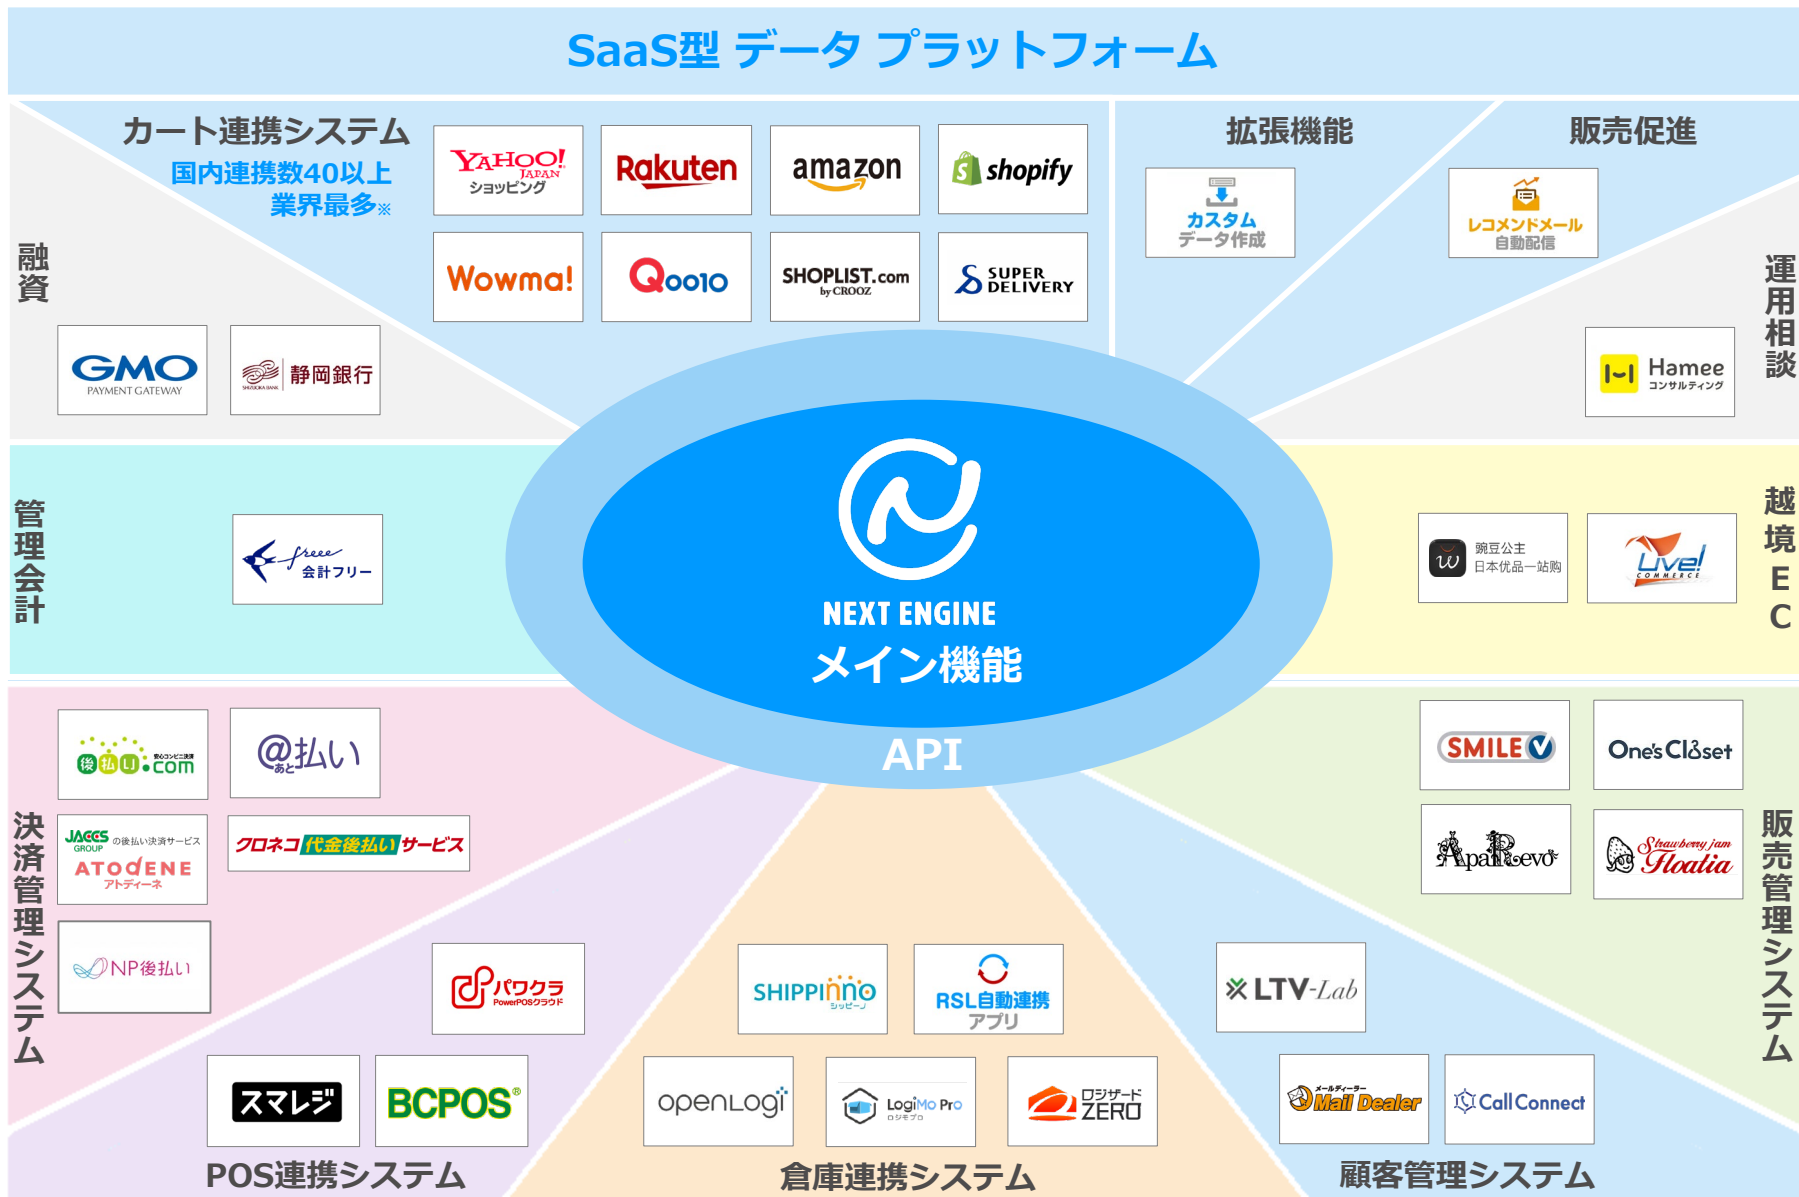 SaaS型 データ プラットフォーム
カート連携システム
国内連携数40以上
業界最多※
YAHOO!
JAPAN
ショッピング
Rakuten
amazon
shopify
Wowma!
Qoo10
SHOPLIST.com
by CROOZ
SUPER
DELIVERY
拡張機能
カスタム
データ作成
販売促進
レコメンドメール
自動配信
融資
GMO
PAYMENT GATEWAY
SHIZUOKA BANK
静岡銀行
運用相談
Hamee
コンサルティング
管理会計
freee
会計フリー
NEXT ENGINE
メイン機能
API
越境EC
豌豆公主
日本优品一站购
Live!
COMMERCE
決済管理システム
安心コンビニ決済
後払い.com
@払い
あと
JACCS
GROUP
の後払い決済サービス
ATODENE
アトディーネ
クロネコ代金後払いサービス
NP後払い
POS連携システム
パワクラ
PowerPOSクラウド
スマレジ
BCPOS®
倉庫連携システム
SHIPPINNO
シッピーノ
RSL自動連携
アプリ
openLogi
LogiMo Pro
ロジモプロ
ロジザード
ZERO
顧客管理システム
LTV-Lab
メールディーラー
Mail Dealer
CallConnect
販売管理システム
SMILE V
One's Closet
ApaRevo
Strawberry jam
Floatia